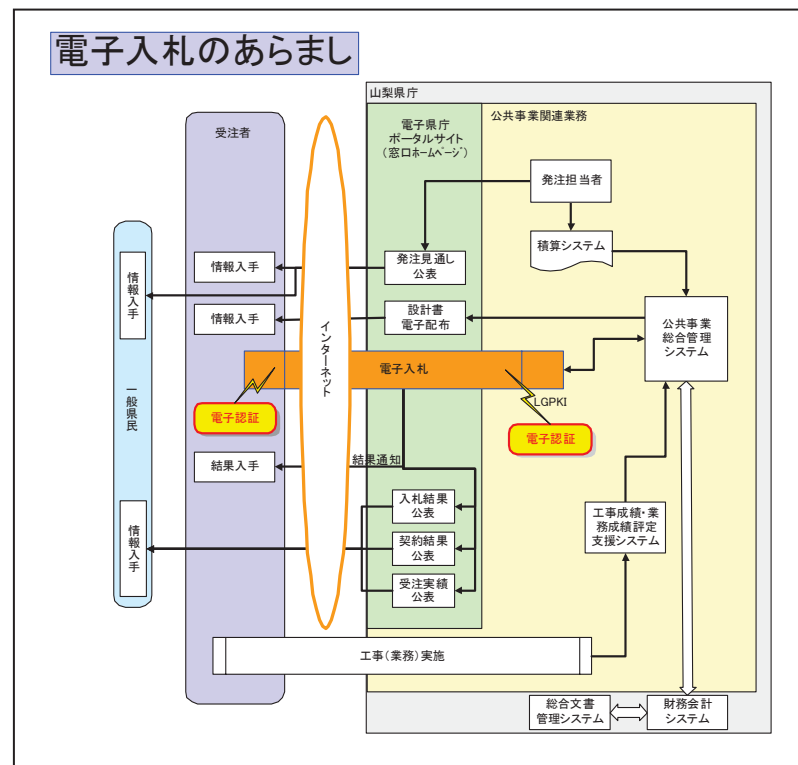 電子入札のあらまし
山梨県庁
受注者
電子県庁
ポータルサイト
(窓口ホームページ)
公共事業関連業務
発注担当者
積算システム
発注見通し
公表
情報入手
情報入手
設計書
電子配布
情報入手
公共事業
総合管理
システム
インターネット
電子入札
一般県民
電子認証
LGPKI
電子認証
結果通知
結果入手
入札結果
公表
契約結果
公表
受注実績
公表
情報入手
工事成績・業
務成績評定
支援システム
工事(業務)実施
総合文書
管理システム
財務会計
システム